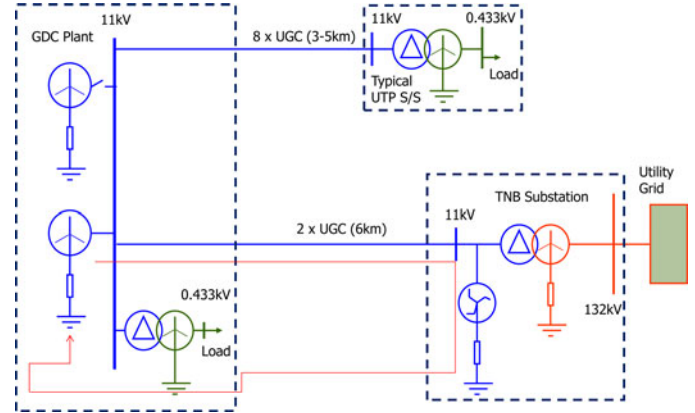 11kV
GDC Plant
8 x UGC (3-5km)
11kV
0.433kV
Load
Typical
UTP S/S
TNB Substation
Utility
Grid
11kV
2 x UGC (6km)
132kV
0.433kV
Load